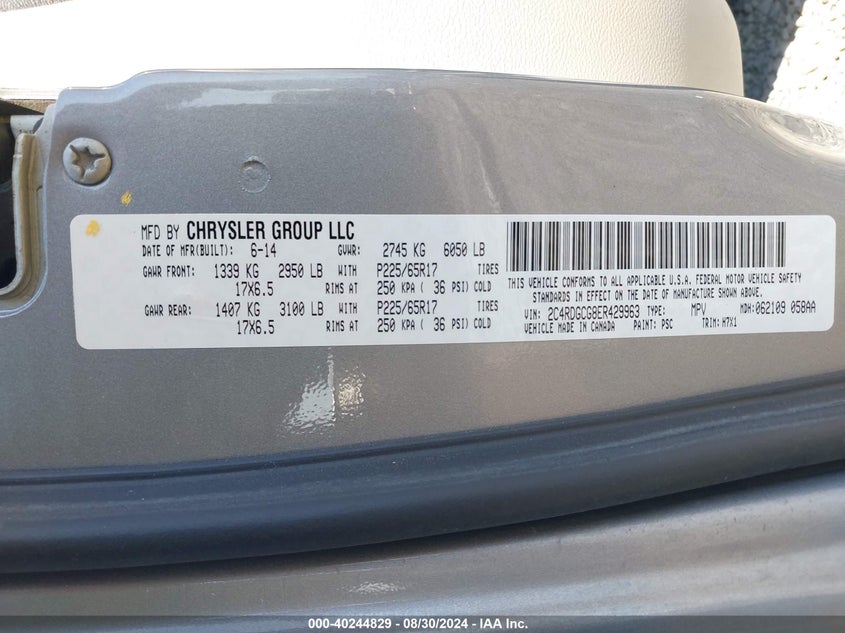 MFD BY CHRYSLER GROUP LLC
DATE OF MFR(BUILT): 6-14 GVWR: 2745 KG 6050 LB
GAWR FRONT: 1339 KG 2950 LB WITH P225/65R17 TIRES
17X6.5 RIMS AT 250 KPA ( 36 PSI) COLD
GAWR REAR: 1407 KG 3100 LB WITH P225/65R17 TIRES
17X6.5 RIMS AT 250 KPA ( 36 PSI) COLD
THIS VEHICLE CONFORMS TO ALL APPLICABLE U.S.A. FEDERAL MOTOR VEHICLE SAFETY
STANDARDS IN EFFECT ON THE DATE OF MANUFACTURE SHOWN ABOVE.
VIN: 2C4RDGCG8ER429963 TYPE: MPV MDH: 062109 058AA
VEHICLE MADE IN CANADA PAINT: PSC TRIM: H7X1
000-40244829 - 08/30/2024 - IAA Inc.